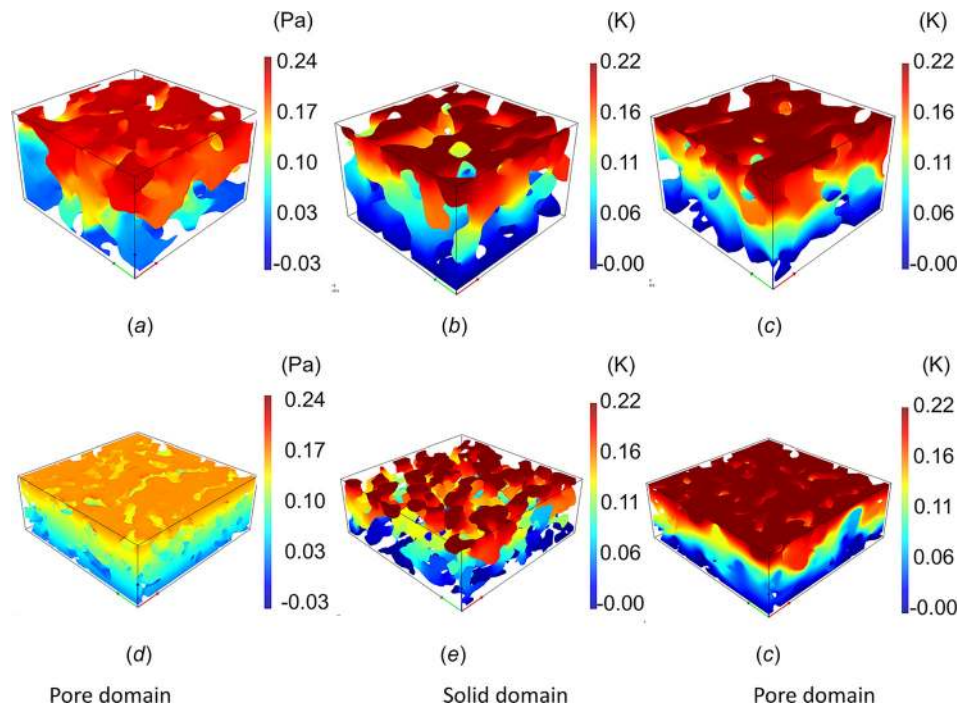 (Pa) (K) (K)
0.24 0.22 0.22
0.17 0.16 0.16
0.10 0.11 0.11
0.03 0.06 0.06
-0.03 -0.00 -0.00
(a) (b) (c)
(Pa) (K) (K)
0.24 0.22 0.22
0.17 0.16 0.16
0.10 0.11 0.11
0.03 0.06 0.06
-0.03 -0.00 -0.00
(d) (e) (c)
Pore domain Solid domain Pore domain